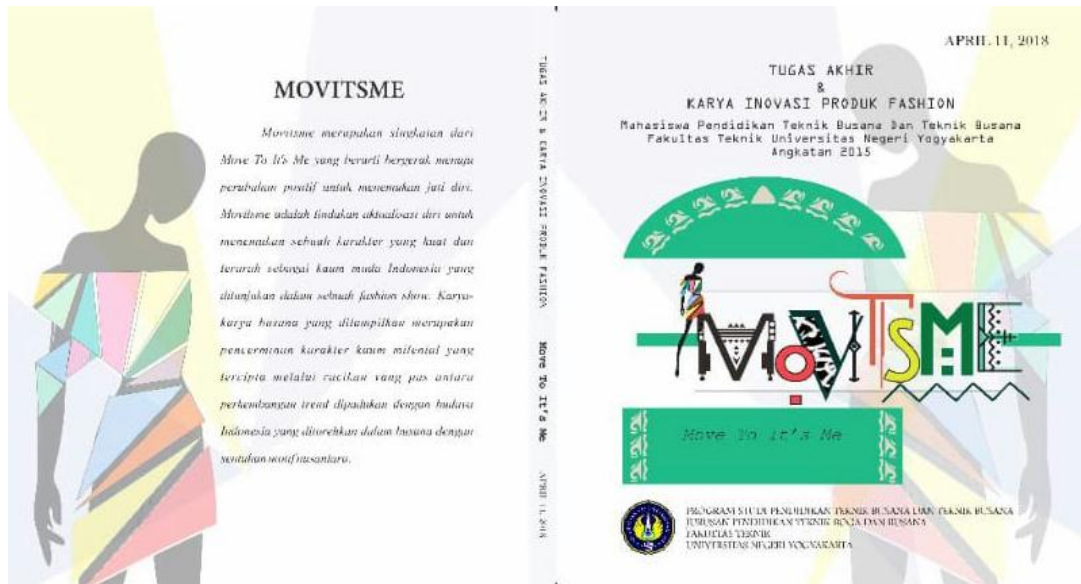 MOVITSME
Movitsme merupakan singkatan dari
Move To It's Me yang berarti bergerak menuju
perubahan positif untuk menemukan jati diri.
Movitsme adalah tindakan aktualisasi diri untuk
menemukan sebuah karakter yang kuat dan
terarah sebagai kaum muda Indonesia yang
ditunjukan dalam sebuah fashion show. Karya-
karya busana yang ditampilkan merupakan
pencerminan karakter kaum milenial yang
tercipta melalui racikan yang pas antara
perkembangan trend dipadukan dengan budaya
Indonesia yang ditorehkan dalam busana dengan
sentuhan motif nusantara.
TUGAS AKHIR & KARYA INOVASI PRODUK FASHION Move To It's Me APRIL 11, 2018
APRIL 11, 2018
TUGAS AKHIR
&
KARYA INOVASI PRODUK FASHION
Mahasiswa Pendidikan Teknik Busana Dan Teknik Busana
Fakultas Teknik Universitas Negeri Yogyakarta
Angkatan 2015
MOVITSME
Move To It's Me
PROGRAM STUDI PENDIDIKAN TEKNIK BUSANA DAN TEKNIK BUSANA
JURUSAN PENDIDIKAN TEKNIK BOGA DAN BUSANA
FAKULTAS TEKNIK
UNIVERSITAS NEGERI YOGYAKARTA